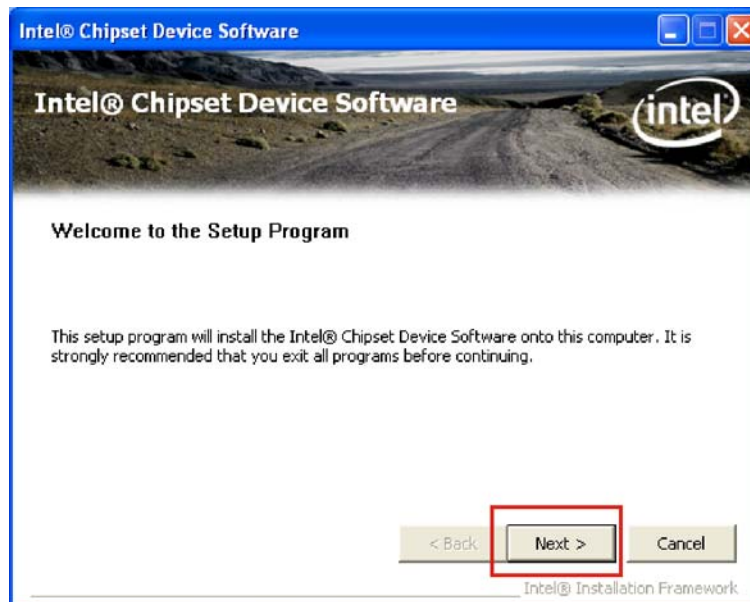 Intel® Chipset Device Software
Intel® Chipset Device Software
intel
Welcome to the Setup Program
This setup program will install the Intel® Chipset Device Software onto this computer. It is
strongly recommended that you exit all programs before continuing.
< Back Next > Cancel
Intel® Installation Framework